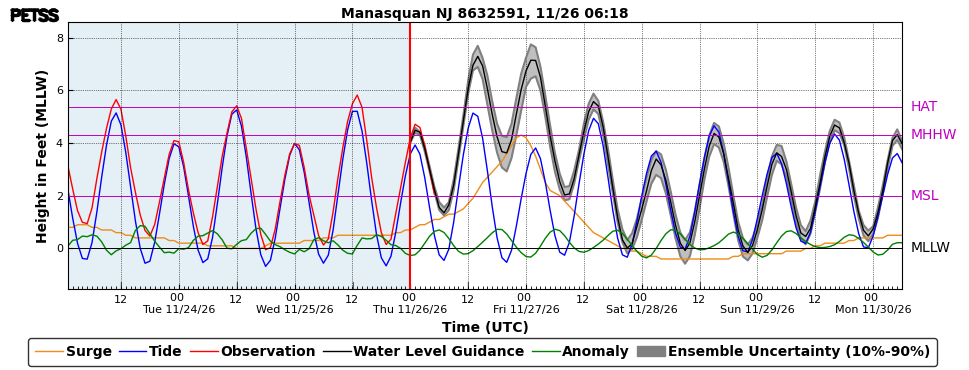 PETSS
Manasquan NJ 8632591, 11/26 06:18
Height in Feet (MLLW)
8
6
4
2
0
HAT
MHHW
MSL
MLLW
12 00 12 00 12 00 12 00 12 00 12 00 12 00
Tue 11/24/26 Wed 11/25/26 Thu 11/26/26 Fri 11/27/26 Sat 11/28/26 Sun 11/29/26 Mon 11/30/26
Time (UTC)
Surge Tide Observation Water Level Guidance Anomaly Ensemble Uncertainty (10%-90%)